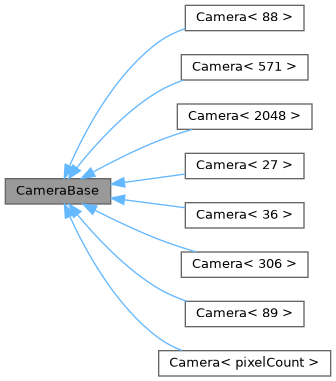 Camera< 88 >
Camera< 571 >
Camera< 2048 >
Camera< 27 >
CameraBase
Camera< 36 >
Camera< 306 >
Camera< 89 >
Camera< pixelCount >